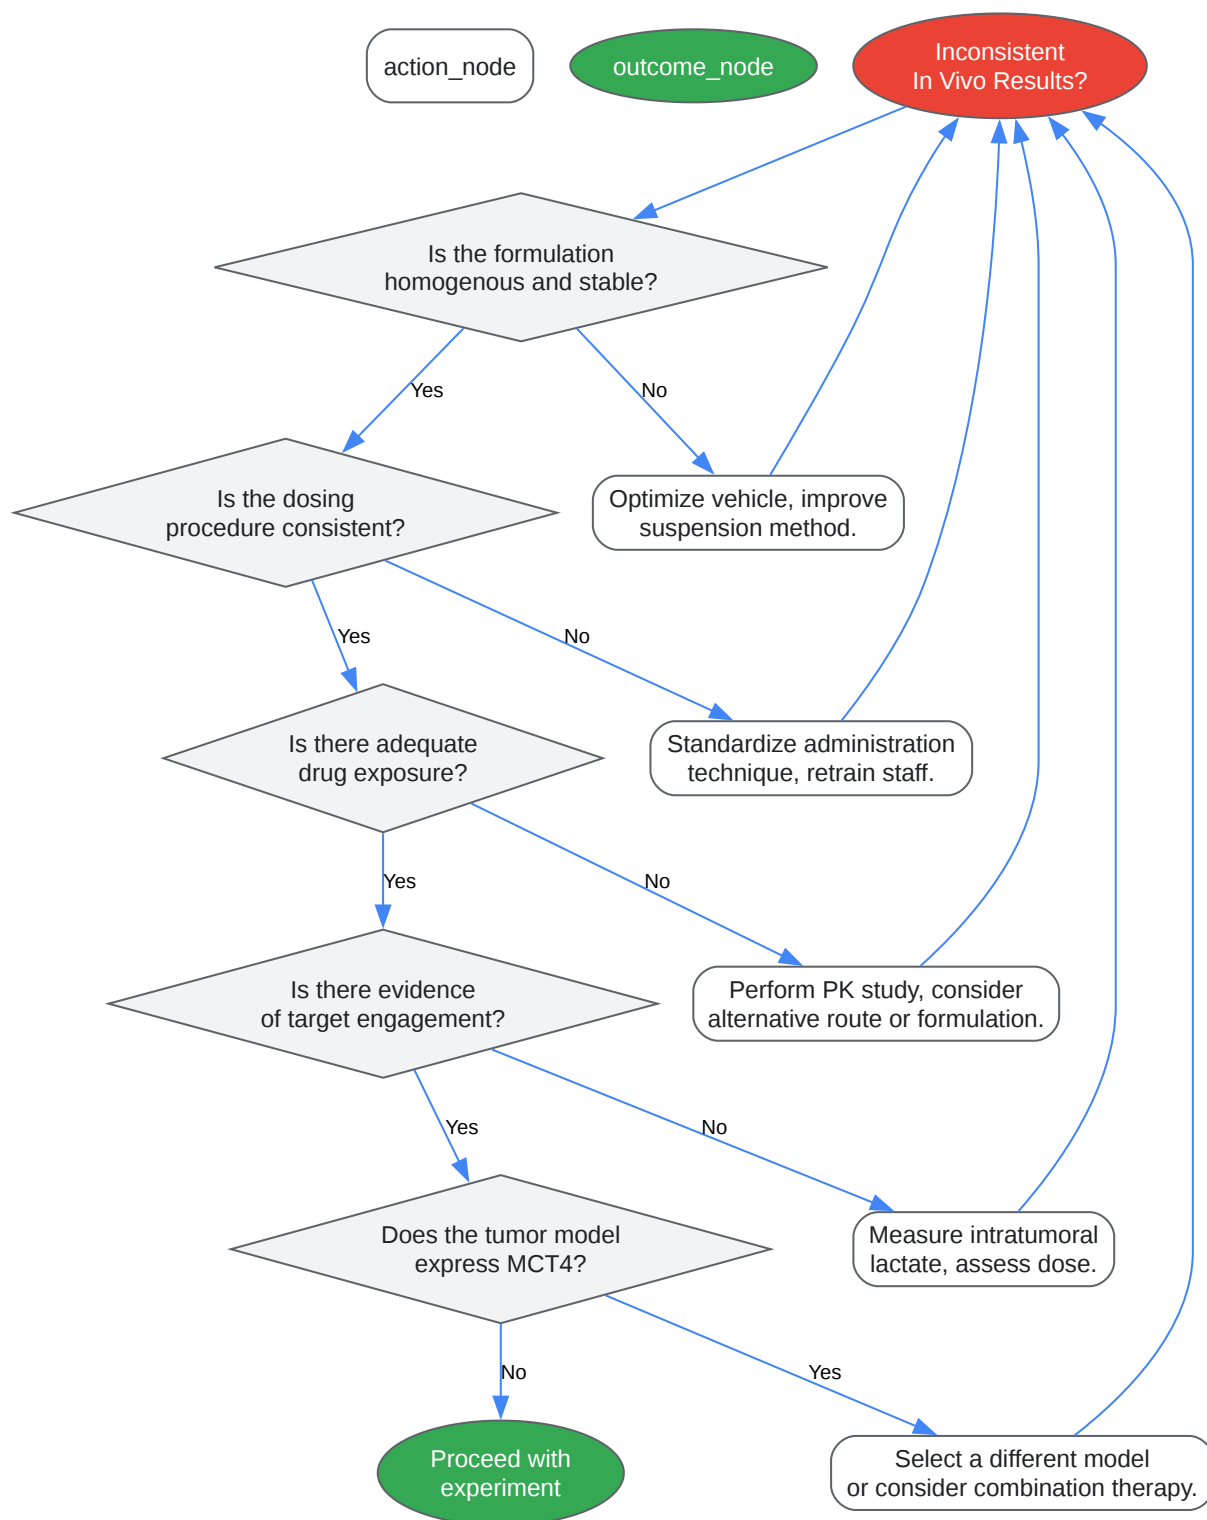 action_node
outcome_node
Inconsistent
In Vivo Results?
Is the formulation
homogenous and stable?
Yes
No
Is the dosing
procedure consistent?
Optimize vehicle, improve
suspension method.
Yes
No
Is there adequate
drug exposure?
Standardize administration
technique, retrain staff.
Yes
No
Is there evidence
of target engagement?
Perform PK study, consider
alternative route or formulation.
Yes
No
Does the tumor model
express MCT4?
Measure intratumoral
lactate, assess dose.
No
Yes
Proceed with
experiment
Select a different model
or consider combination therapy.